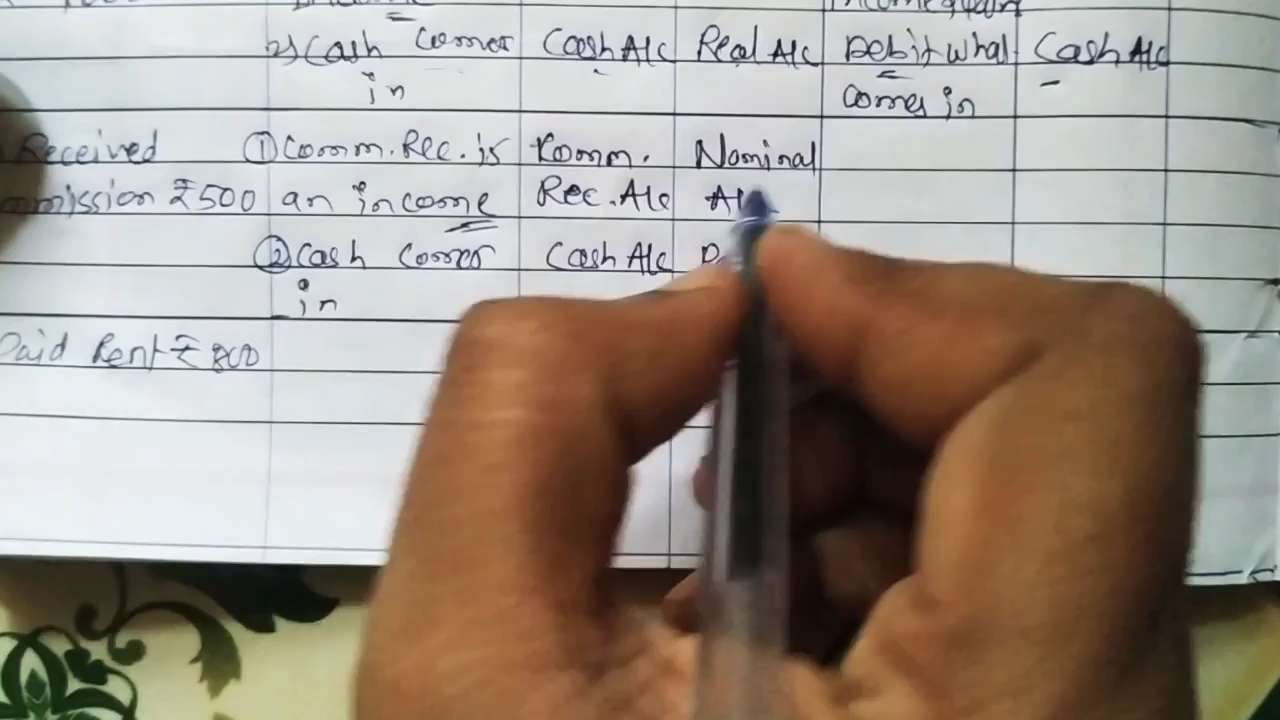 2) Cash Comes Cash A/c Real A/c Debit what Cash A/c
in comes in
Received ① Comm. Rec. is Comm. Nominal
mmission ₹500 an income Rec. A/c A/c
② Cash Comes Cash A/c
in
Paid Rent ₹ 800